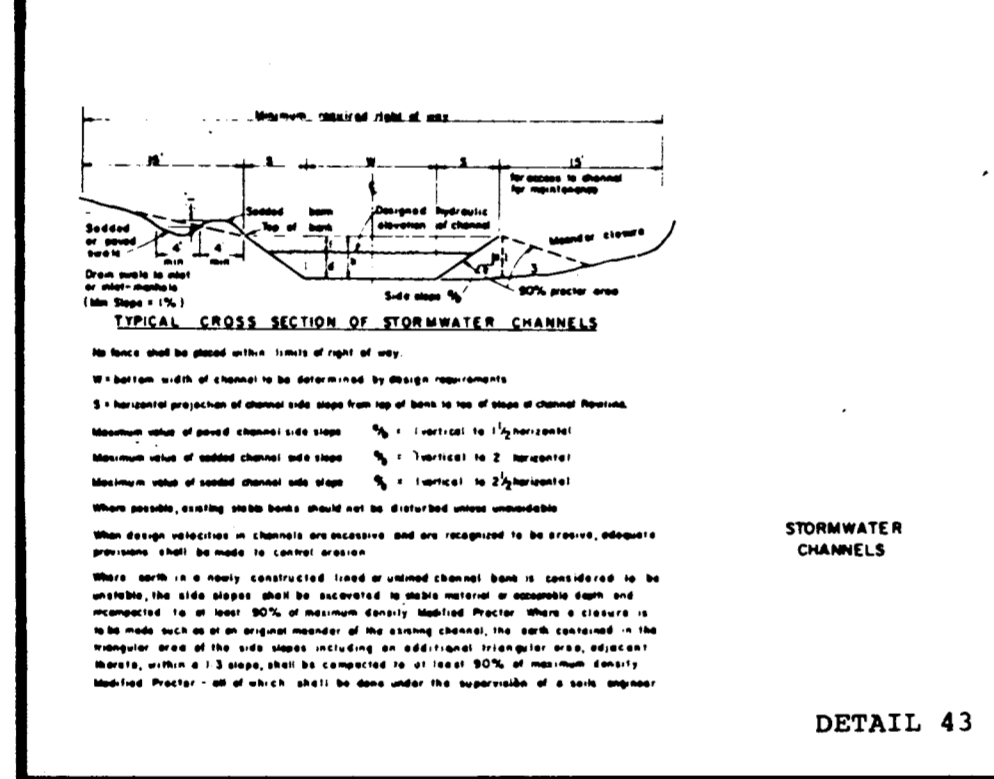 Minimum required right of way
15' S W S 15'
for access to channel
for maintenance
Sodded berm
Top of bank
Designed hydraulic
elevation of channel
Meander closure
Sodded
or paved
swale
4' 4'
min min
Drain swale to inlet
or inlet-manhole
(Min Slope = 1%)
d
b
3
Side slope a/b
90% proctor area
TYPICAL CROSS SECTION OF STORMWATER CHANNELS
No fence shall be placed within limits of right of way.
W = bottom width of channel to be determined by design requirements
S = horizontal projection of channel side slope from top of bank to toe of slope at channel flowline.
Maximum value of paved channel side slope a/b = 1 vertical to 1 1/2 horizontal
Maximum value of sodded channel side slope a/b = 1 vertical to 2 horizontal
Maximum value of seeded channel side slope a/b = 1 vertical to 2 1/2 horizontal
Where possible, existing stable banks should not be disturbed unless unavoidable
When design velocities in channels are excessive and are recognized to be erosive, adequate
provisions shall be made to control erosion
Where earth in a newly constructed lined or unlined channel bank is considered to be
unstable, the side slopes shall be excavated to stable material or acceptable depth and
recompacted to at least 90% of maximum density Modified Proctor Where a closure is
to be made such as at an original meander of the existing channel, the earth contained in the
triangular area of the side slopes including an additional triangular area, adjacent
thereto, within a 1:3 slope, shall be compacted to at least 90% of maximum density
Modified Proctor - all of which shall be done under the supervision of a soils engineer
STORMWATER
CHANNELS
DETAIL 43